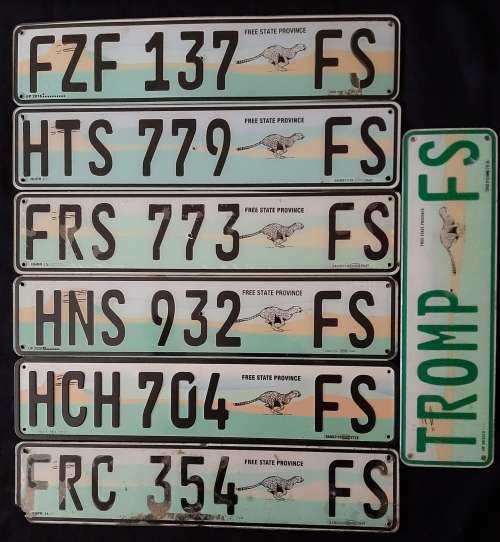 FREE STATE PROVINCE
FZF 137 FS
FREE STATE PROVINCE
HTS 779 FS
FREE STATE PROVINCE
FRS 773 FS
FREE STATE PROVINCE
HNS 932 FS
FREE STATE PROVINCE
HCH 704 FS
FREE STATE PROVINCE
FRC 354 FS
FREE STATE PROVINCE
TROMP FS